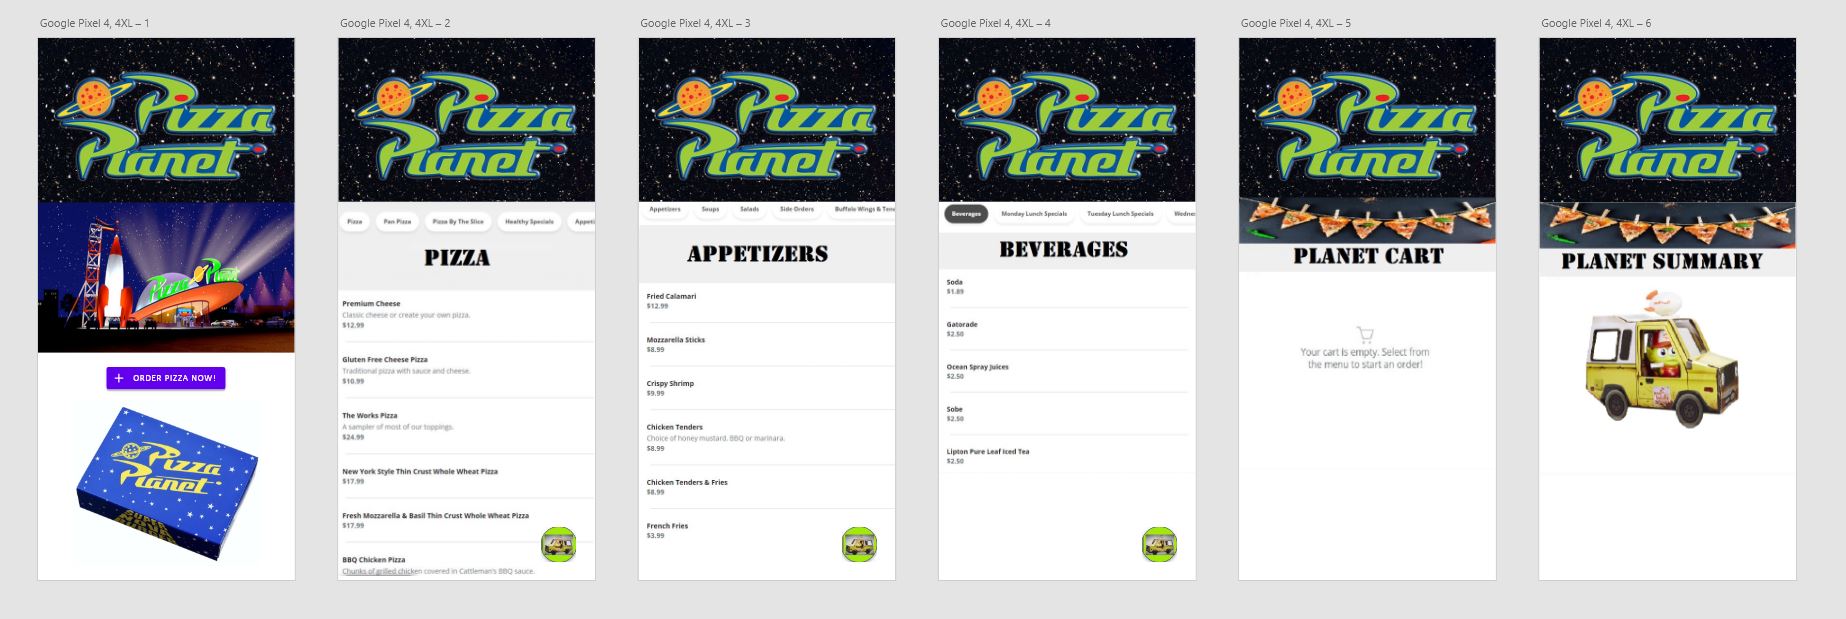 Google Pixel 4, 4XL – 1
Pizza
Planet
Pizza
Planet
+ ORDER PIZZA NOW!
Pizza
Planet
Google Pixel 4, 4XL – 2
Pizza
Planet
Pizza Pan Pizza Pizza By The Slice Healthy Specials Appeti
PIZZA
Premium Cheese
Classic cheese or create your own pizza.
$12.99
Gluten Free Cheese Pizza
Traditional pizza with sauce and cheese.
$10.99
The Works Pizza
A sampler of most of our toppings.
$24.99
New York Style Thin Crust Whole Wheat Pizza
$17.99
Fresh Mozzarella & Basil Thin Crust Whole Wheat Pizza
$17.99
BBQ Chicken Pizza
Chunks of grilled chicken covered in Cattleman's BBQ sauce.
Google Pixel 4, 4XL – 3
Pizza
Planet
Appetizers Soups Salads Side Orders Buffalo Wings & Tend
APPETIZERS
Fried Calamari
$12.99
Mozzarella Sticks
$8.99
Crispy Shrimp
$9.99
Chicken Tenders
Choice of honey mustard, BBQ or marinara.
$8.99
Chicken Tenders & Fries
$8.99
French Fries
$3.99
Google Pixel 4, 4XL – 4
Pizza
Planet
Beverages Monday Lunch Specials Tuesday Lunch Specials Wednes
BEVERAGES
Soda
$1.89
Gatorade
$2.50
Ocean Spray Juices
$2.50
Sobe
$2.50
Lipton Pure Leaf Iced Tea
$2.50
Google Pixel 4, 4XL – 5
Pizza
Planet
PLANET CART
Your cart is empty. Select from
the menu to start an order!
Google Pixel 4, 4XL – 6
Pizza
Planet
PLANET SUMMARY